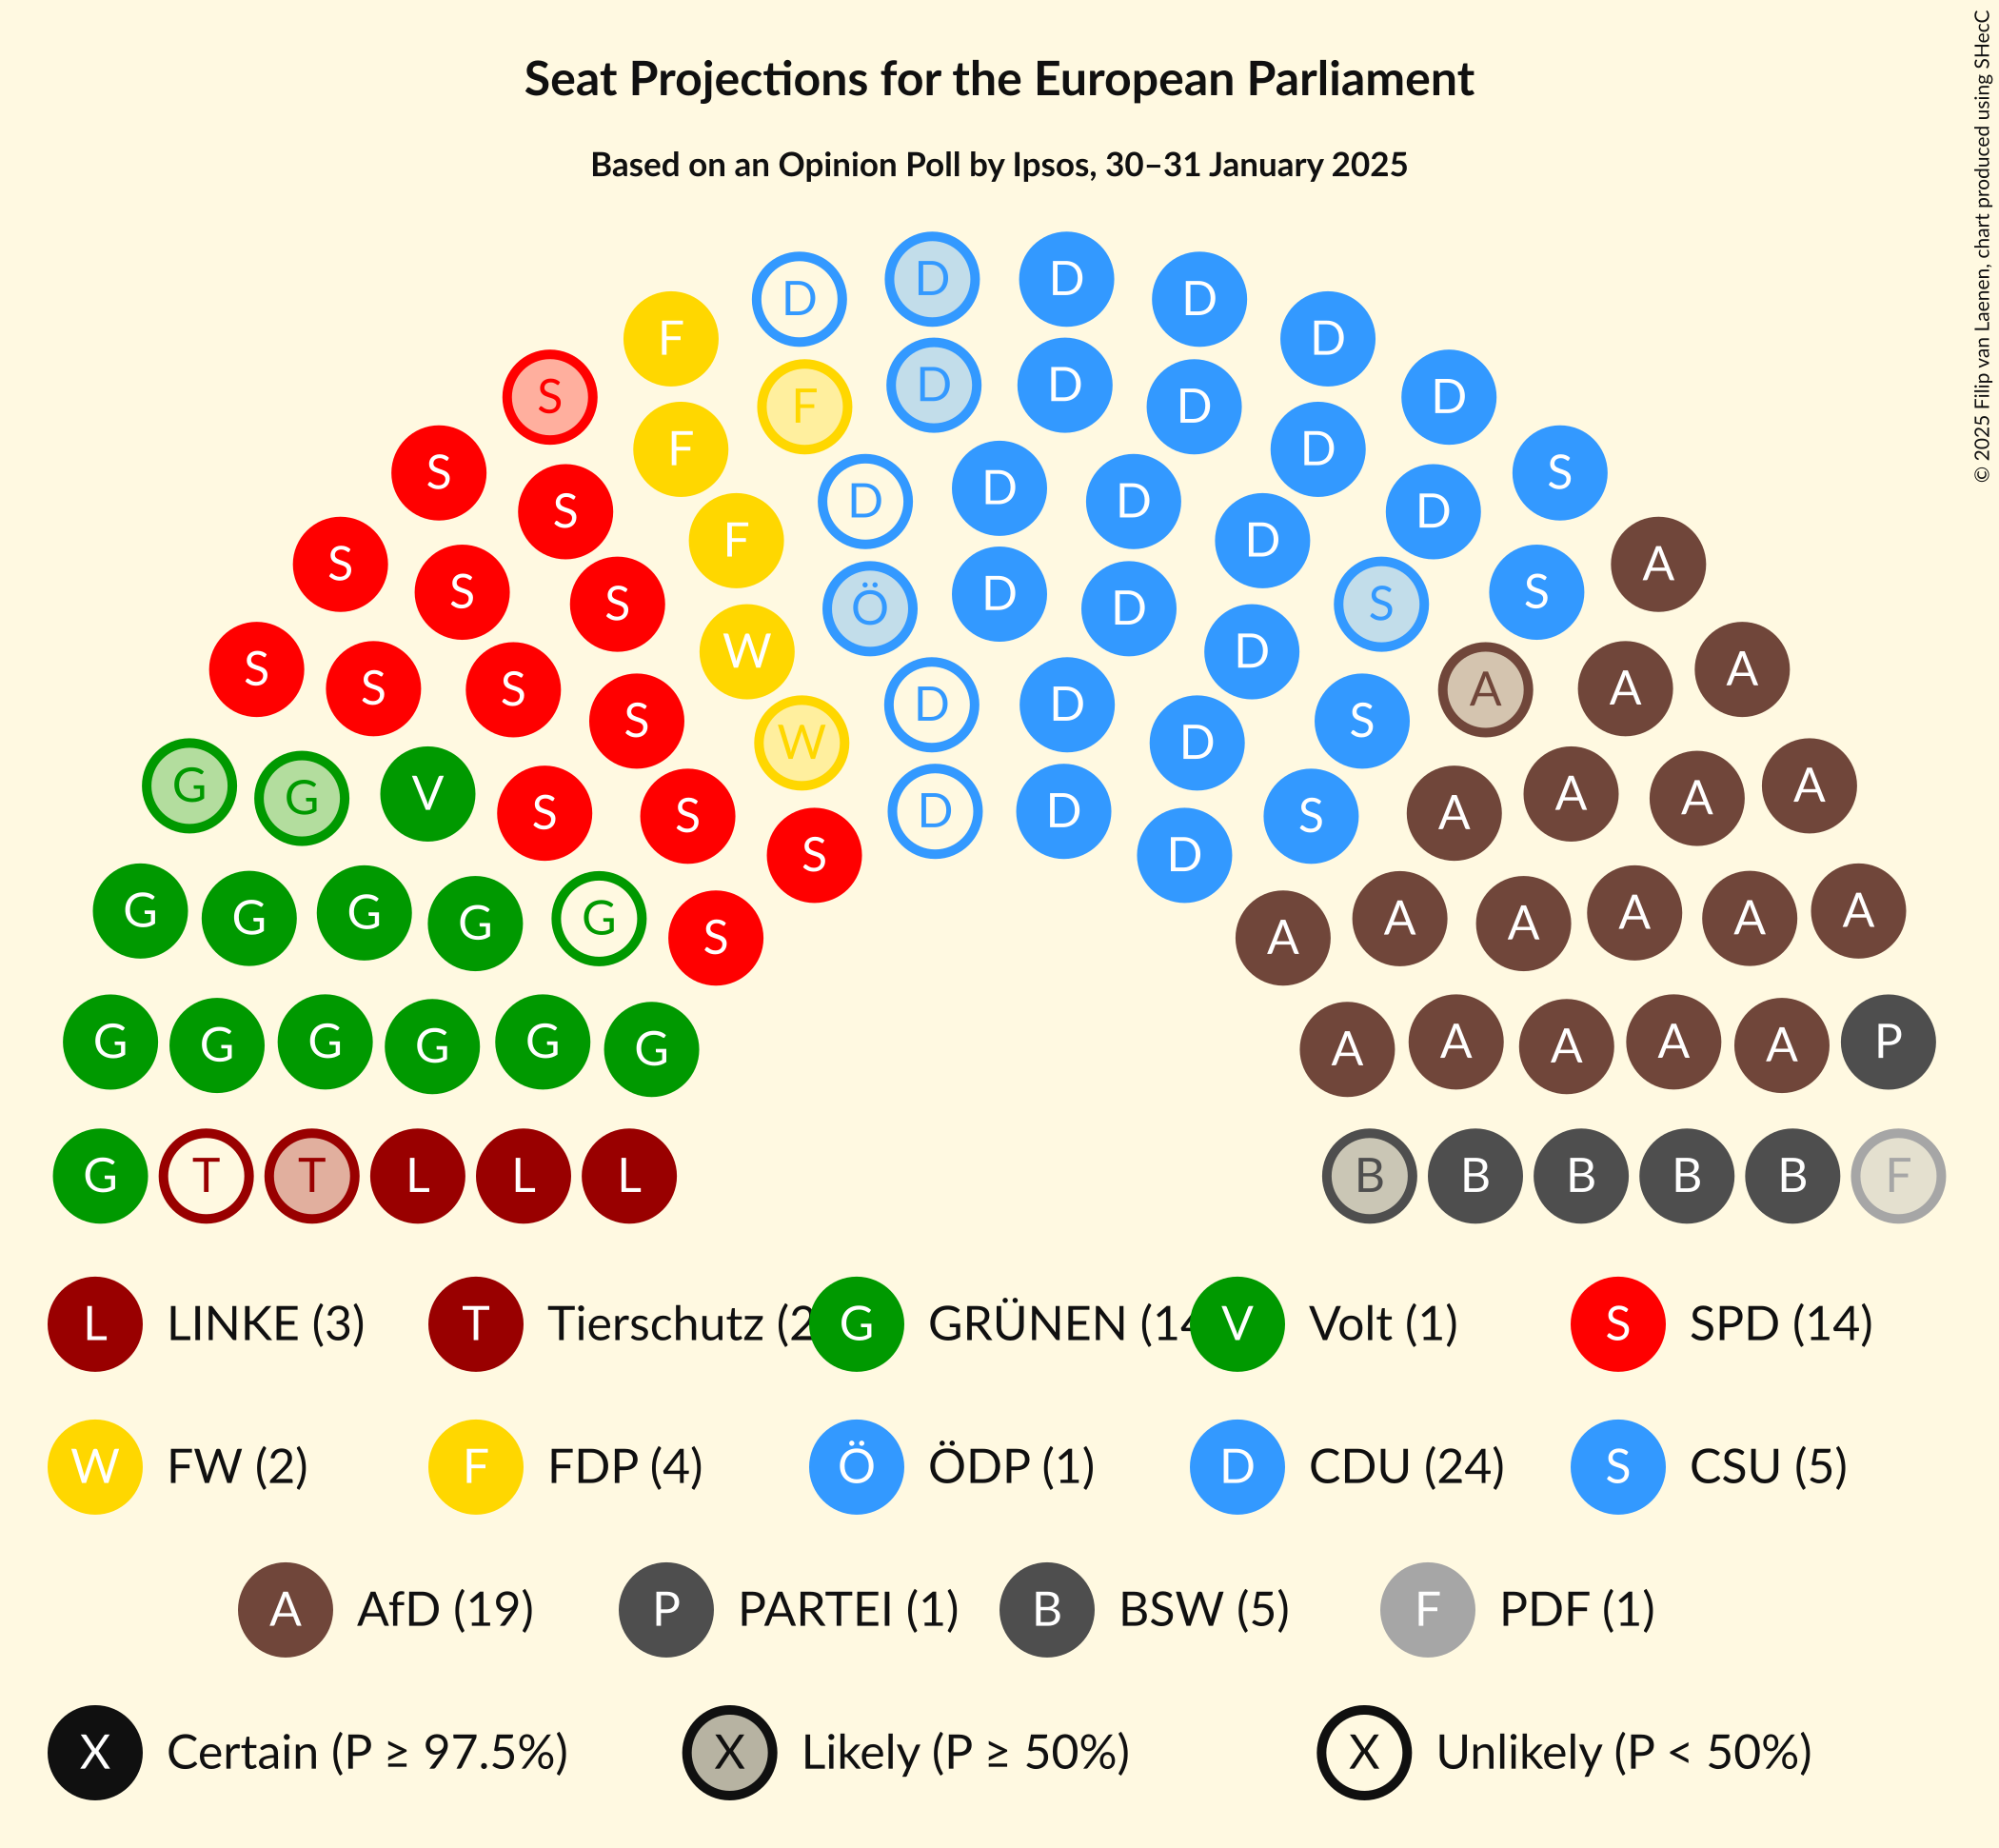 Seat Projections for the European Parliament
Based on an Opinion Poll by Ipsos, 30–31 January 2025
© 2025 Filip van Laenen, chart produced using SHecC
D D D D
F D
S F D D D D
S F D S
S D D D D
S F D A
S S Ö D D S S
S W D A
S S S D D S A A
W D
G G V S S D D S A A A A
S D
G G G G G S A A A A A A
G G G G G G A A A A A P
G T T L L L B B B B B F
L LINKE (3) T Tierschutz (2 G GRÜNEN (14 V Volt (1) S SPD (14)
W FW (2) F FDP (4) Ö ÖDP (1) D CDU (24) S CSU (5)
A AfD (19) P PARTEI (1) B BSW (5) F PDF (1)
X Certain (P ≥ 97.5%) X Likely (P ≥ 50%) X Unlikely (P < 50%)